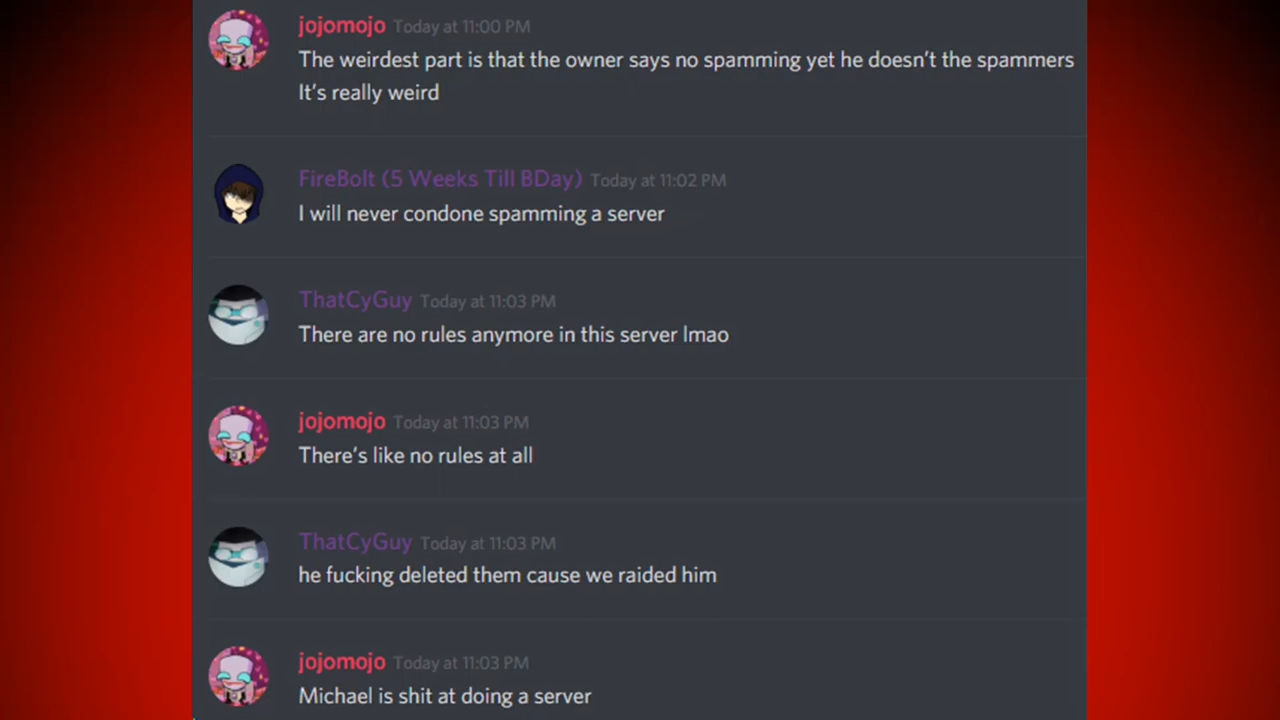 jojomojo Today at 11:00 PM
The weirdest part is that the owner says no spamming yet he doesn't the spammers
It's really weird
FireBolt (5 Weeks Till BDay) Today at 11:02 PM
I will never condone spamming a server
ThatCyGuy Today at 11:03 PM
There are no rules anymore in this server lmao
jojomojo Today at 11:03 PM
There's like no rules at all
ThatCyGuy Today at 11:03 PM
he fucking deleted them cause we raided him
jojomojo Today at 11:03 PM
Michael is shit at doing a server